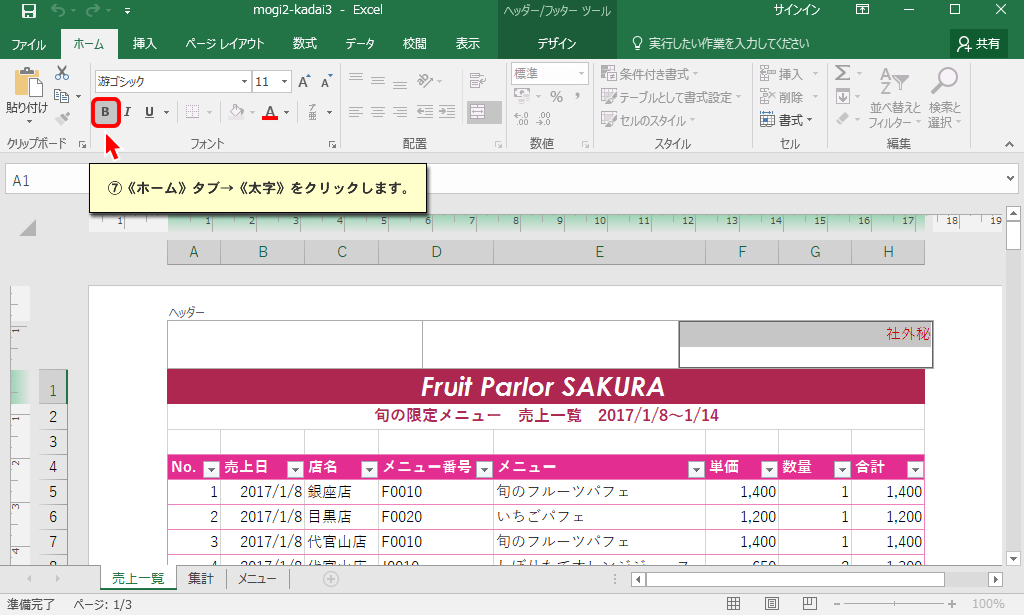 mogi2-kadai3 - Excel
ヘッダー/フッター ツール
サインイン
ファイル ホーム 挿入 ページ レイアウト 数式 データ 校閲 表示 デザイン 実行したい作業を入力してください 共有
貼り付け
游ゴシック 11
B I U
標準
条件付き書式
テーブルとして書式設定
セルのスタイル
挿入
削除
書式
並べ替えと
フィルター
検索と
選択
クリップボード フォント 配置 数値 スタイル セル 編集
A1
⑦《ホーム》タブ→《太字》をクリックします。
1 1 2 3 4 5 6 7 8 9 10 11 12 13 14 15 16 17 18 19
A B C D E F G H
ヘッダー
社外秘
1 Fruit Parlor SAKURA
2 旬の限定メニュー 売上一覧 2017/1/8～1/14
3
4 No. 売上日 店名 メニュー番号 メニュー 単価 数量 合計
5 1 2017/1/8 銀座店 F0010 旬のフルーツパフェ 1,400 1 1,400
6 2 2017/1/8 目黒店 F0020 いちごパフェ 1,200 1 1,200
7 3 2017/1/8 代官山店 F0010 旬のフルーツパフェ 1,400 1 1,400
売上一覧 集計 メニュー
準備完了 ページ: 1/3 100%